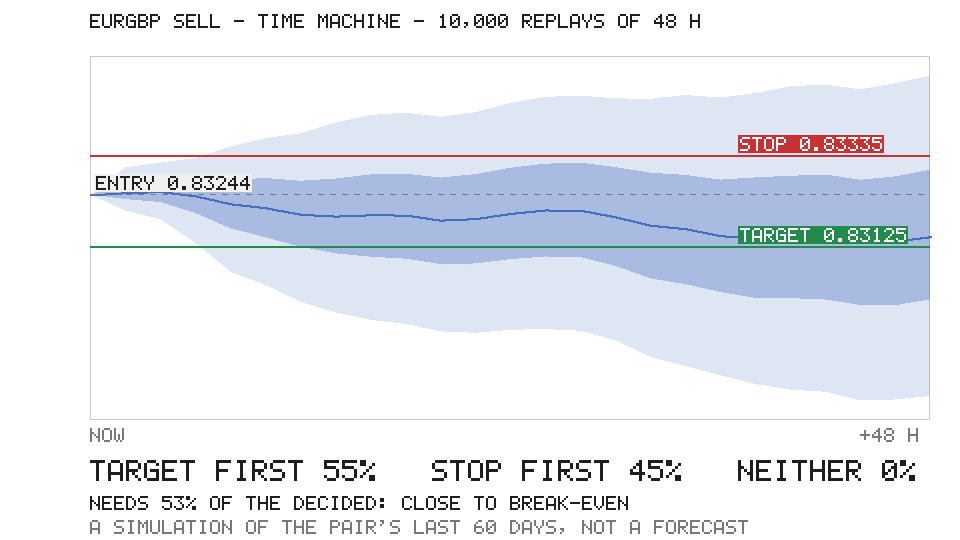 EURGBP SELL – TIME MACHINE – 10,000 REPLAYS OF 48 H
STOP 0.83335
ENTRY 0.83244
TARGET 0.83125
NOW
+48 H
TARGET FIRST 55% STOP FIRST 45% NEITHER 0%
NEEDS 53% OF THE DECIDED: CLOSE TO BREAK-EVEN
A SIMULATION OF THE PAIR'S LAST 60 DAYS, NOT A FORECAST